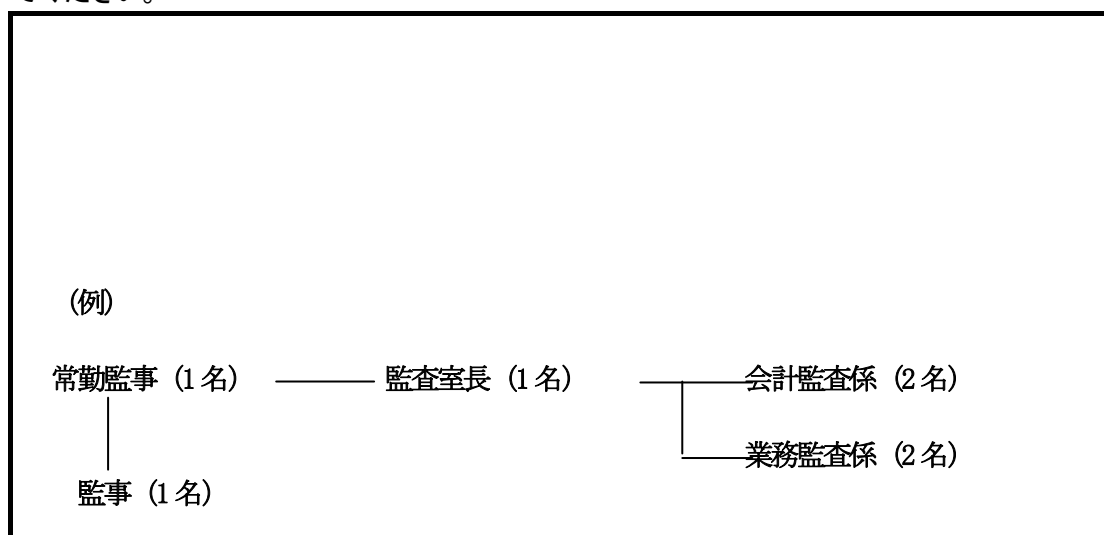 (例)
常勤監事 (1名) 監査室長 (1名) 会計監査係 (2名)
業務監査係 (2名)
監事 (1名)